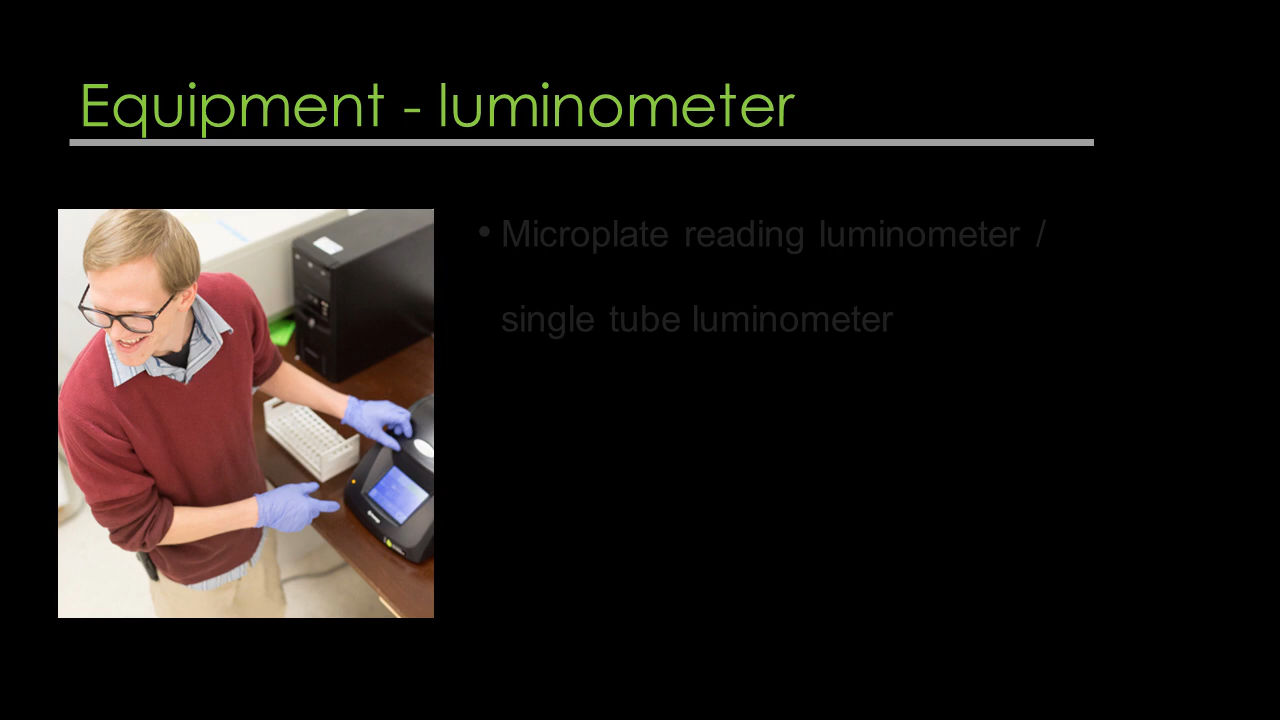 Equipment - luminometer
• Microplate reading luminometer /
single tube luminometer